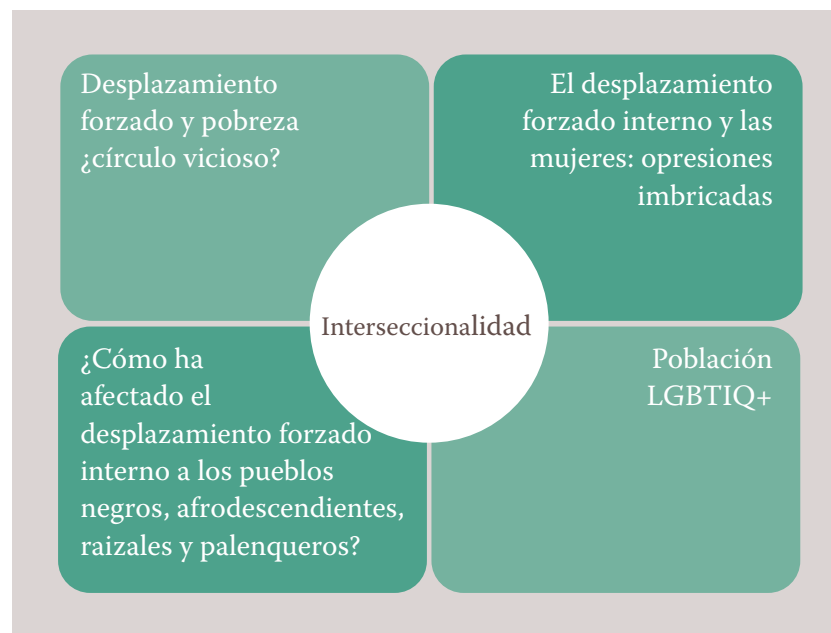 Desplazamiento
forzado y pobreza
¿círculo vicioso?
El desplazamiento
forzado interno y las
mujeres: opresiones
imbricadas
Interseccionalidad
¿Cómo ha
afectado el
desplazamiento forzado
interno a los pueblos
negros, afrodescendientes,
raizales y palenqueros?
Población
LGBTIQ+